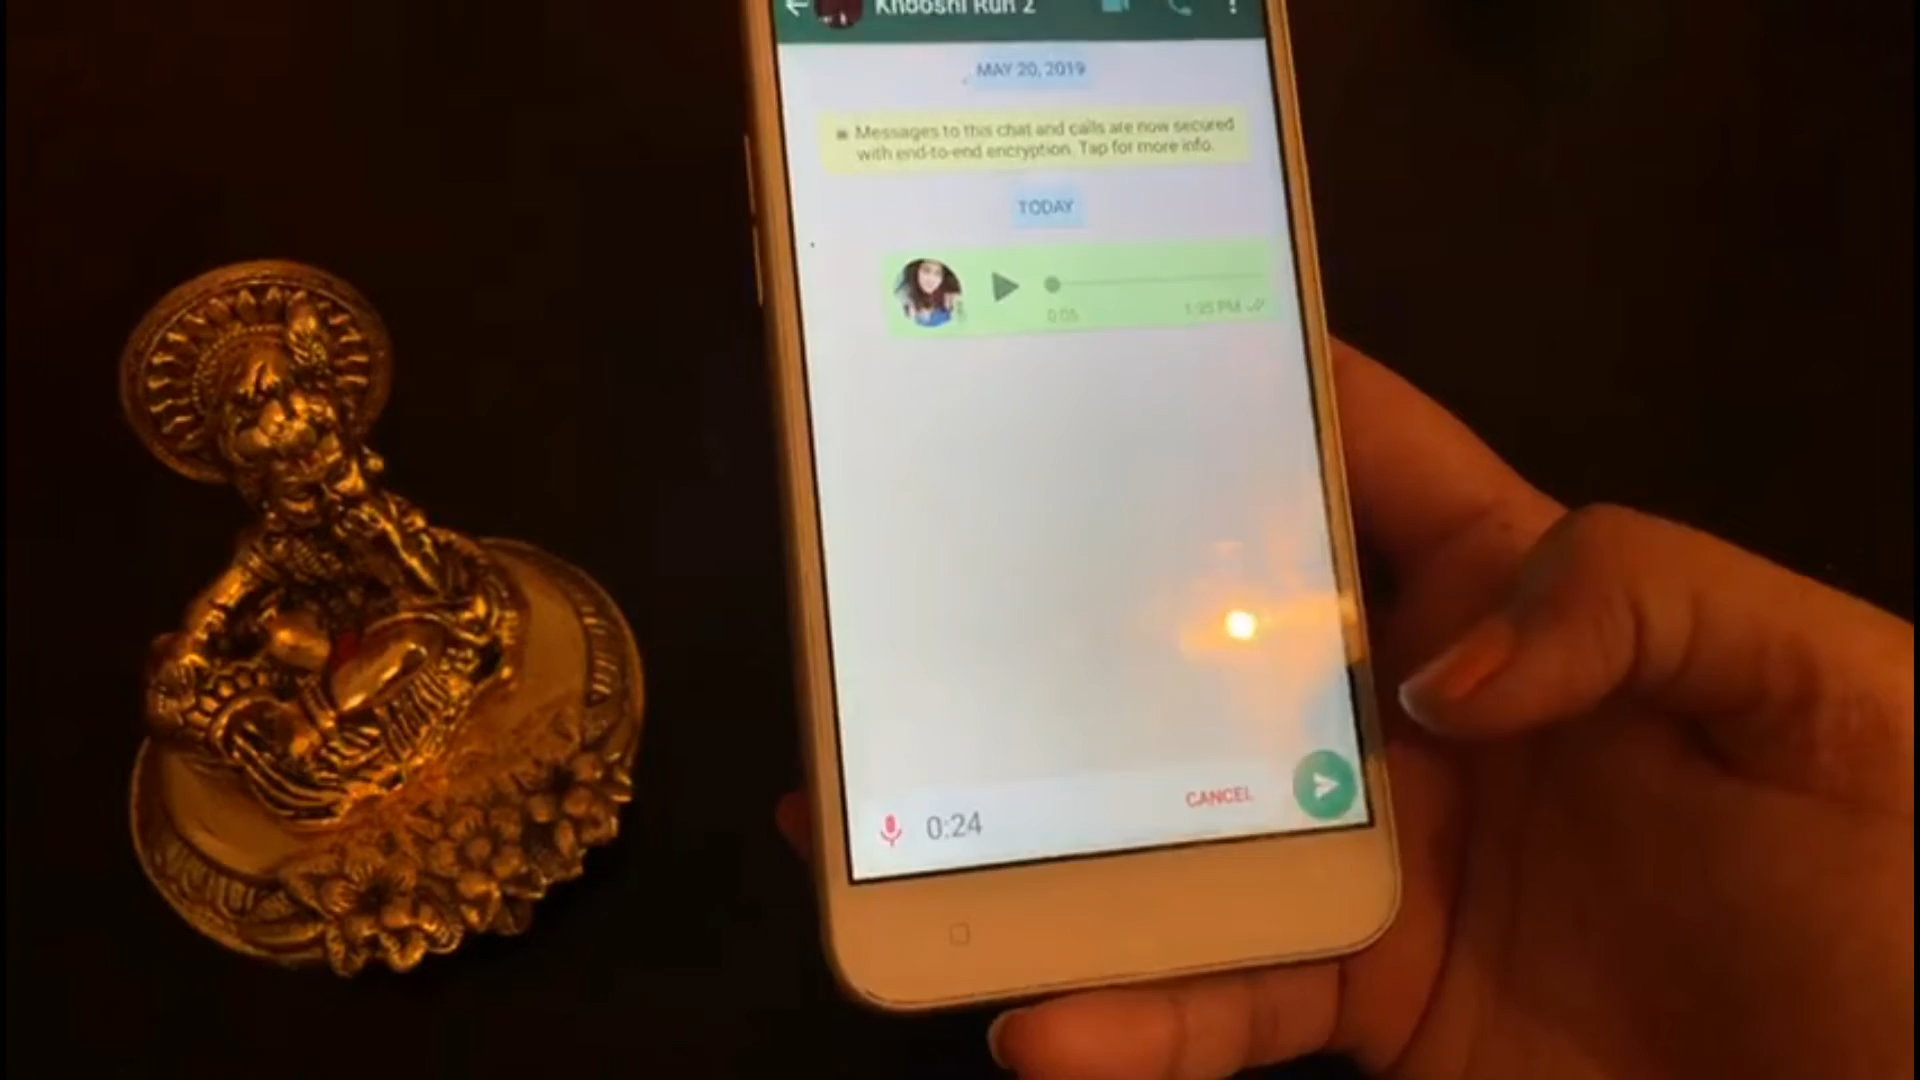 Khooshi Run 2
MAY 20, 2019
Messages to this chat and calls are now secured
with end-to-end encryption. Tap for more info.
TODAY
0:05
1:35 PM
CANCEL
0:24